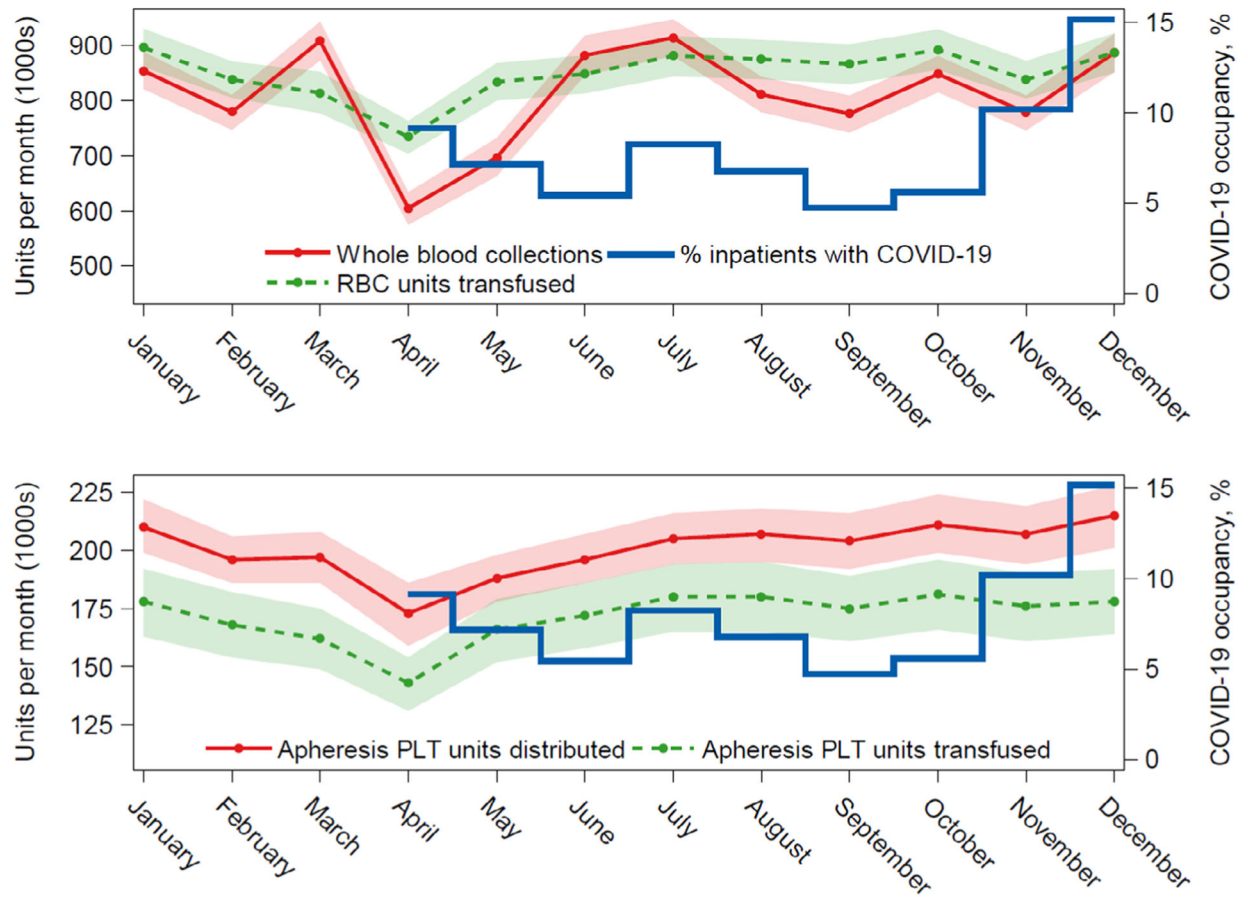 Units per month (1000s)
900
800
700
600
500
15
10
5
0
COVID-19 occupancy, %
Whole blood collections
% inpatients with COVID-19
RBC units transfused
January
February
March
April
May
June
July
August
September
October
November
December
Units per month (1000s)
225
200
175
150
125
15
10
5
0
COVID-19 occupancy, %
Apheresis PLT units distributed
Apheresis PLT units transfused
January
February
March
April
May
June
July
August
September
October
November
December